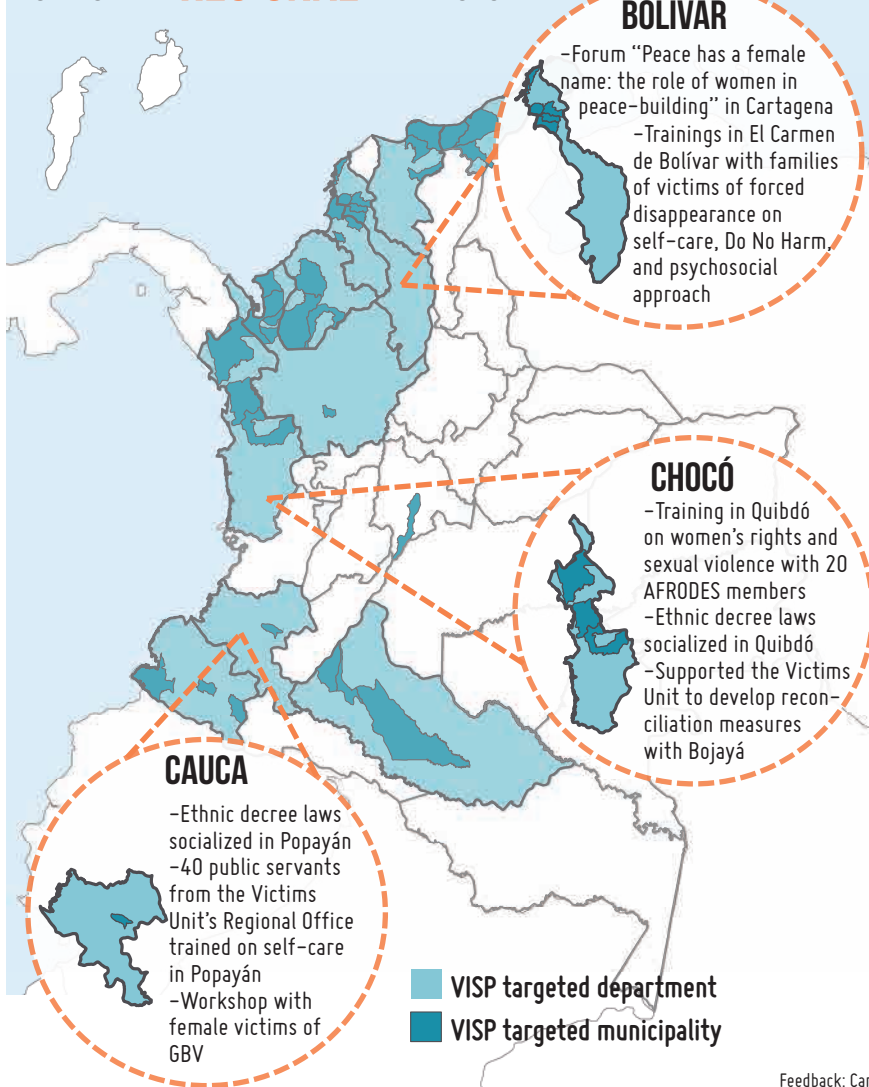 BOLÍVAR
-Forum “Peace has a female
name: the role of women in
peace-building” in Cartagena
-Trainings in El Carmen
de Bolívar with families
of victims of forced
disappearance on
self-care, Do No Harm,
and psychosocial
approach
CHOCÓ
-Training in Quibdó
on women’s rights and
sexual violence with 20
AFRODES members
-Ethnic decree laws
socialized in Quibdó
-Supported the Victims
Unit to develop recon-
ciliation measures
with Bojayá
CAUCA
-Ethnic decree laws
socialized in Popayán
-40 public servants
from the Victims
Unit’s Regional Office
trained on self-care
in Popayán
-Workshop with
female victims of
GBV
VISP targeted department
VISP targeted municipality
Feedback: Car